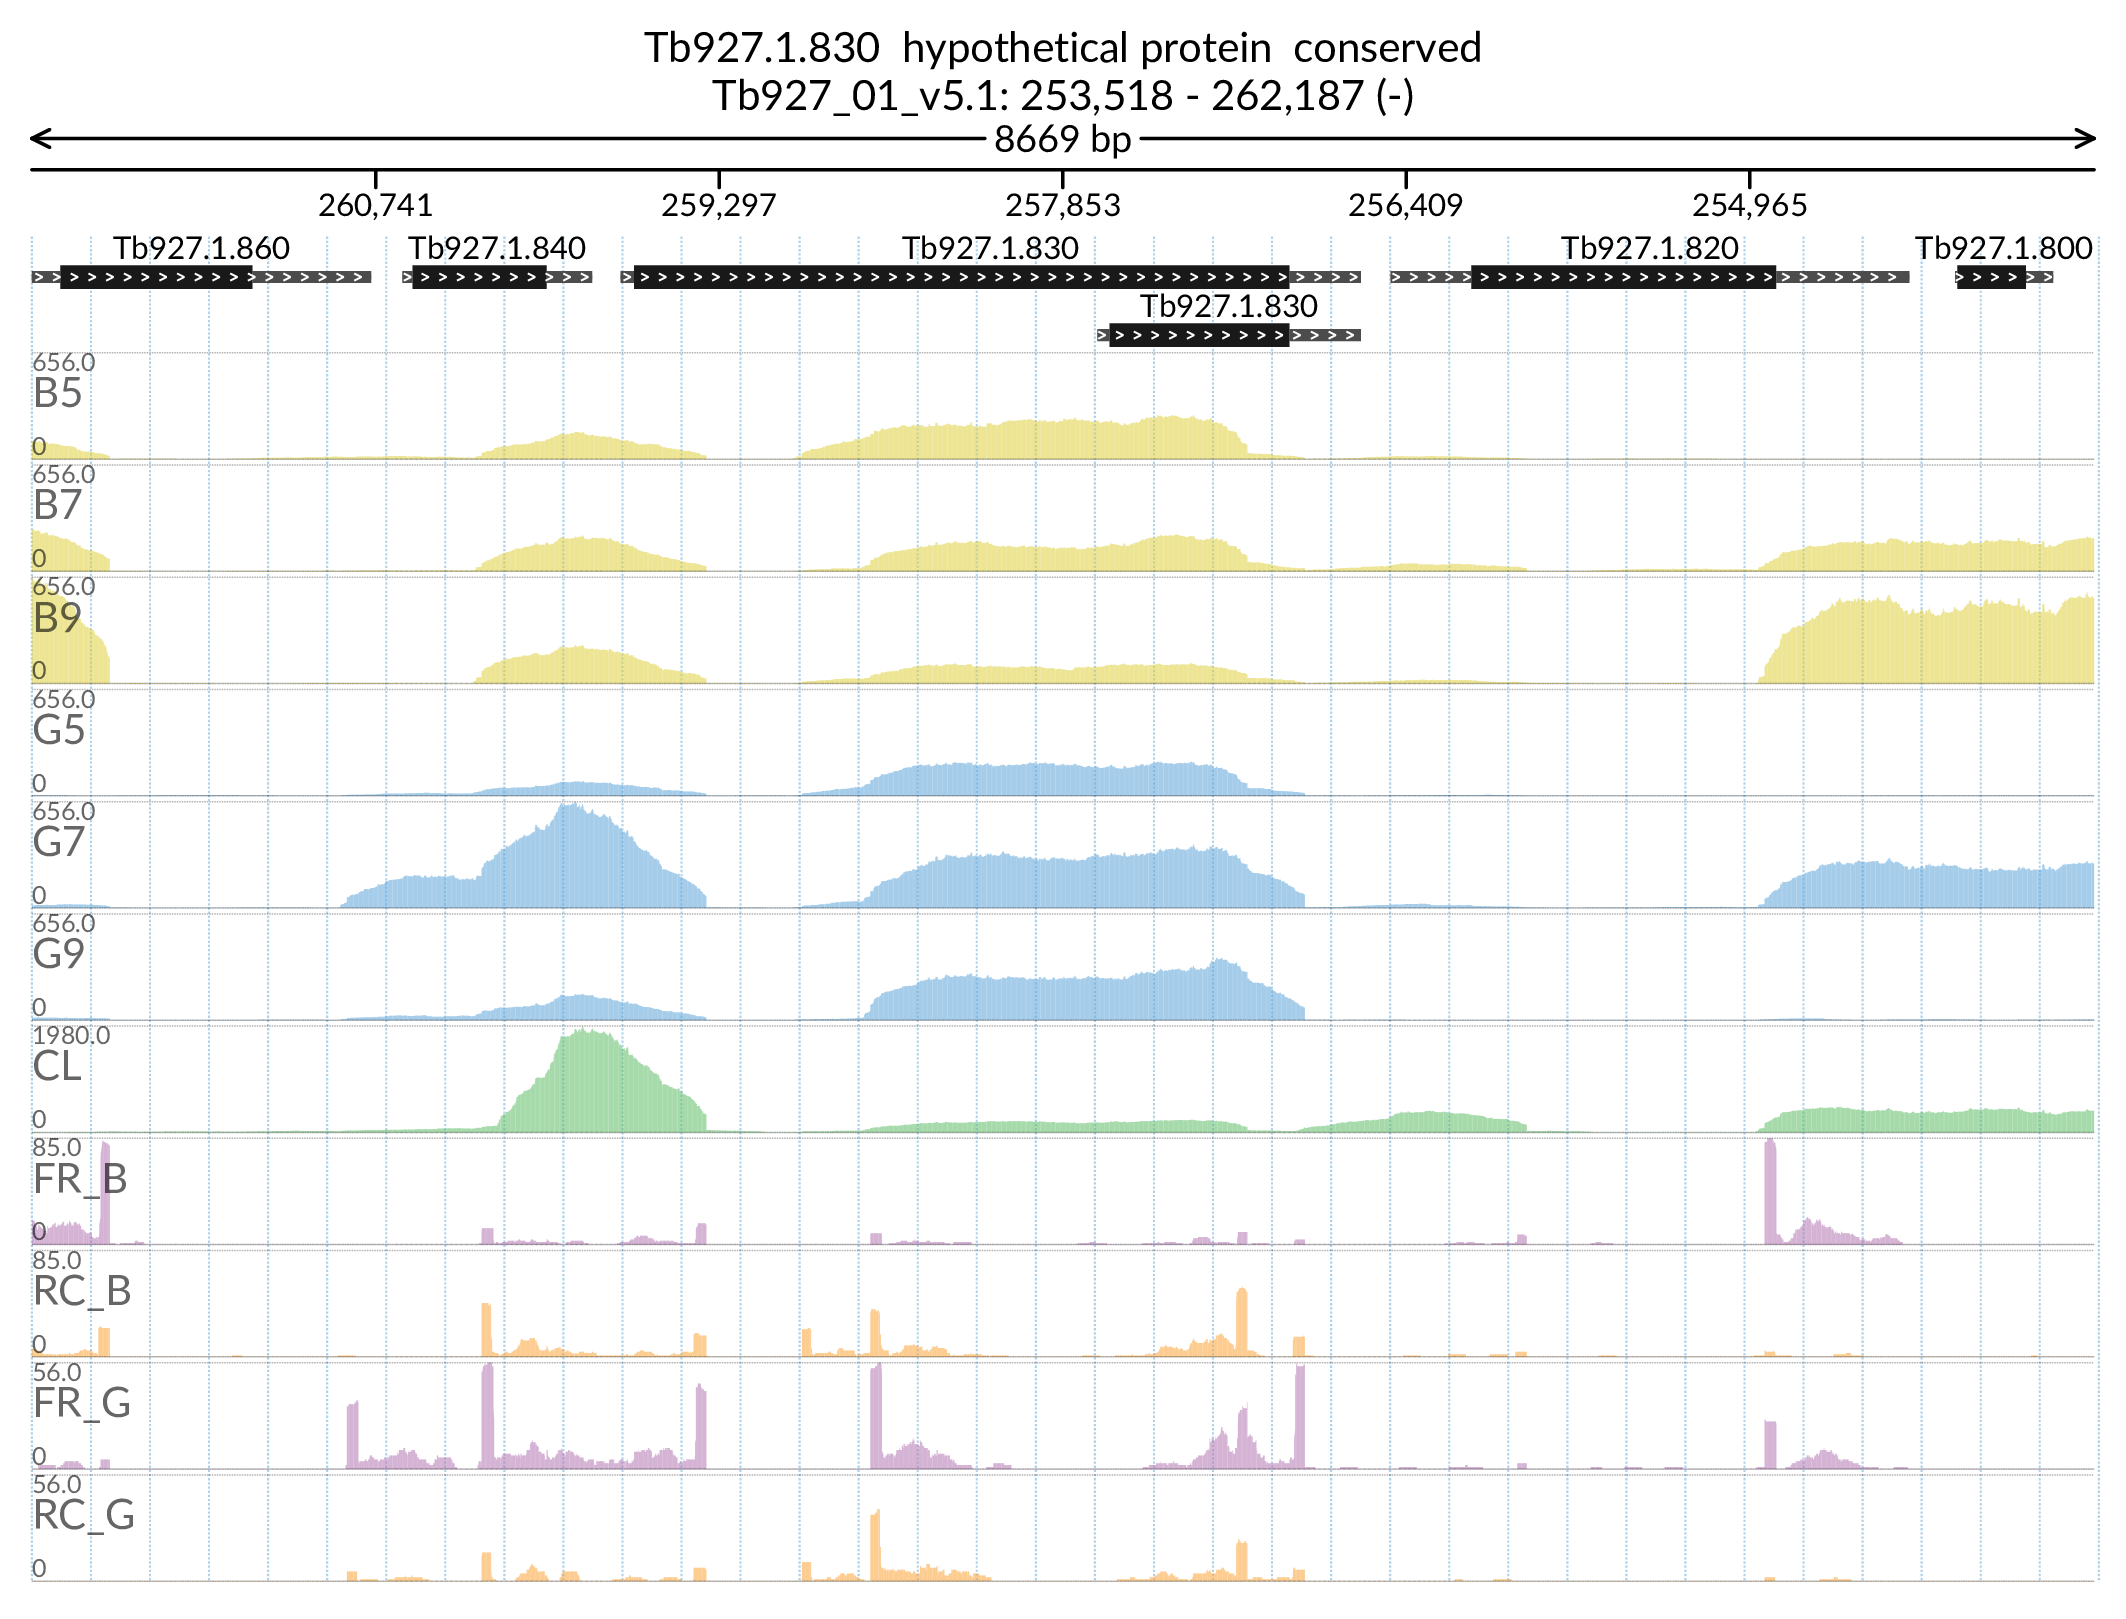 Tb927.1.830 hypothetical protein conserved
Tb927_01_v5.1: 253,518 - 262,187 (-)
8669 bp
260,741 259,297 257,853 256,409 254,965
Tb927.1.860 Tb927.1.840 Tb927.1.830 Tb927.1.820 Tb927.1.800
Tb927.1.830
656.0
B5
0
656.0
B7
0
656.0
B9
0
656.0
G5
0
656.0
G7
0
656.0
G9
0
1980.0
CL
0
85.0
FR_B
0
85.0
RC_B
0
56.0
FR_G
0
56.0
RC_G
0